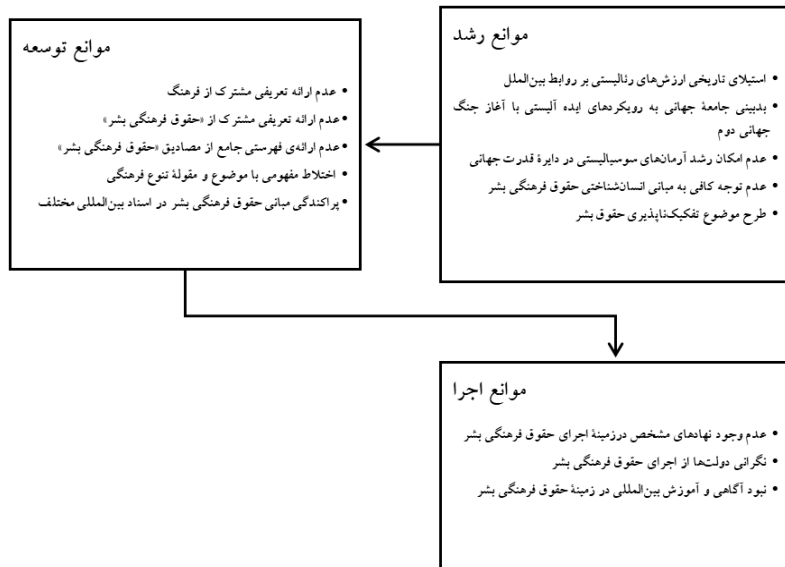 موانع رشد
• استیلای تاریخی ارزش‌های رئالیستی بر روابط بین‌الملل
• بدبینی جامعۀ جهانی به رویکردهای ایده آلیستی با آغاز جنگ
جهانی دوم
• عدم امکان رشد آرمان‌های سوسیالیستی در دایرۀ قدرت جهانی
• عدم توجه کافی به مبانی انسان‌شناختی حقوق فرهنگی بشر
• طرح موضوع تفکیک‌ناپذیری حقوق بشر
موانع توسعه
• عدم ارائه تعریفی مشترک از فرهنگ
• عدم ارائه تعریفی مشترک از «حقوق فرهنگی بشر»
• عدم ارائه‌ی فهرستی جامع از مصادیق «حقوق فرهنگی بشر»
• اختلاط مفهومی با موضوع و مقولۀ تنوع فرهنگی
• پراکندگی مبانی حقوق فرهنگی بشر در اسناد بین‌المللی مختلف
موانع اجرا
• عدم وجود نهادهای مشخص درزمینۀ اجرای حقوق فرهنگی بشر
• نگرانی دولت‌ها از اجرای حقوق فرهنگی بشر
• نبود آگاهی و آموزش بین‌المللی در زمینۀ حقوق فرهنگی بشر